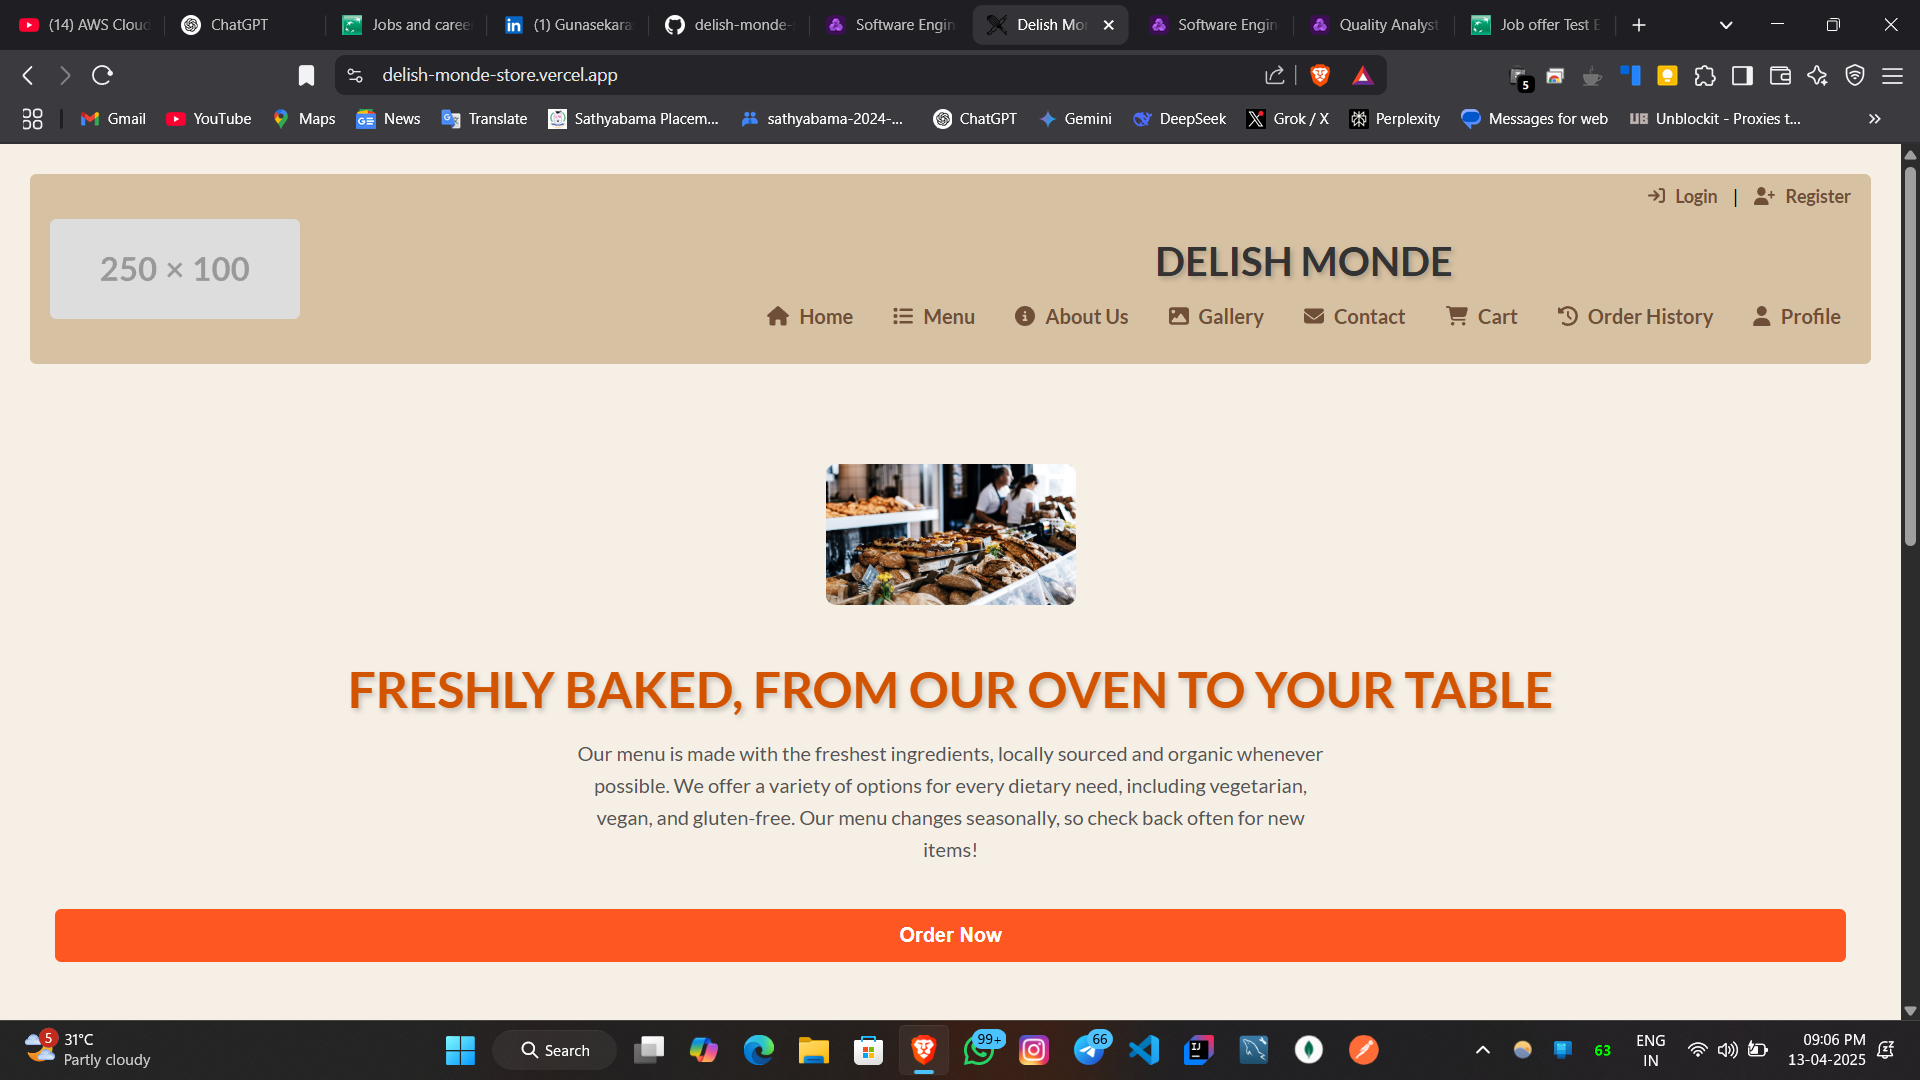 (14) AWS Cloud
ChatGPT
Jobs and caree
(1) Gunasekara
delish-monde-
Software Engin
Delish Mo
Software Engin
Quality Analyst
Job offer Test E
delish-monde-store.vercel.app
5
Gmail
YouTube
Maps
News
Translate
Sathyabama Placem...
sathyabama-2024-...
ChatGPT
Gemini
DeepSeek
Grok / X
Perplexity
Messages for web
UB Unblockit - Proxies t...
Login | Register
250 × 100
DELISH MONDE
Home
Menu
About Us
Gallery
Contact
Cart
Order History
Profile
FRESHLY BAKED, FROM OUR OVEN TO YOUR TABLE
Our menu is made with the freshest ingredients, locally sourced and organic whenever
possible. We offer a variety of options for every dietary need, including vegetarian,
vegan, and gluten-free. Our menu changes seasonally, so check back often for new
items!
Order Now
5
31°C
Partly cloudy
Search
99+
66
63
ENG
IN
09:06 PM
13-04-2025